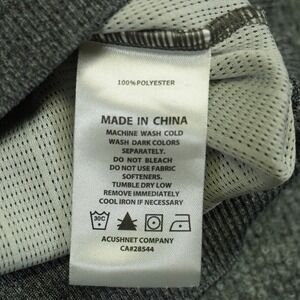 100% POLYESTER
MADE IN CHINA
MACHINE WASH COLD
WASH DARK COLORS
SEPARATELY.
DO NOT BLEACH
DO NOT USE FABRIC
SOFTENERS.
TUMBLE DRY LOW
REMOVE IMMEDIATELY
COOL IRON IF NECESSARY
30C
ACUSHNET COMPANY
CA#28544